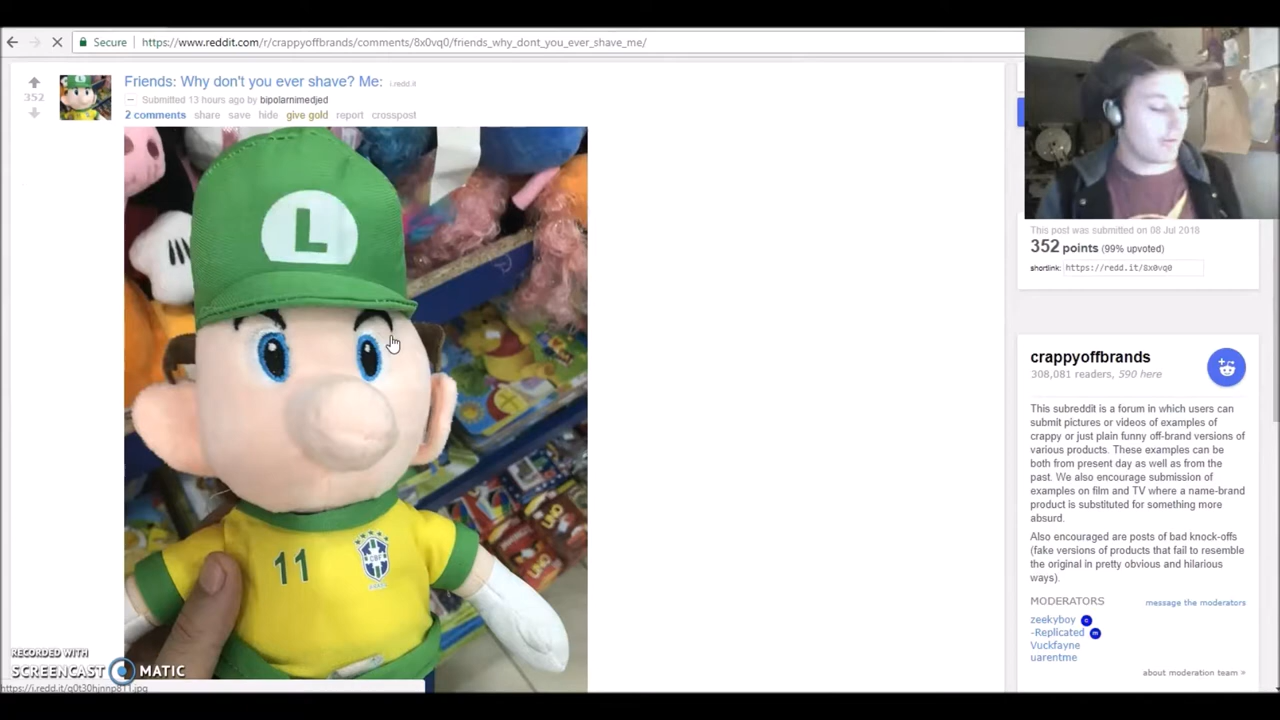 Secure
https://www.reddit.com/r/crappyoffbrands/comments/8x0vq0/friends_why_dont_you_ever_shave_me/
352
Friends: Why don't you ever shave? Me: i.redd.it
Submitted 13 hours ago by bipolarnimedjed
2 comments share save hide give gold report crosspost
L
11
CBF
BRASIL
UNO
This post was submitted on 08 Jul 2018
352 points (99% upvoted)
shortlink: https://redd.it/8x0vq0
crappyoffbrands
308,081 readers, 590 here
This subreddit is a forum in which users can
submit pictures or videos of examples of
crappy or just plain funny off-brand versions of
various products. These examples can be
both from present day as well as from the
past. We also encourage submission of
examples on film and TV where a name-brand
product is substituted for something more
absurd.
Also encouraged are posts of bad knock-offs
(fake versions of products that fail to resemble
the original in pretty obvious and hilarious
ways).
MODERATORS message the moderators
zeekyboy c
-Replicated m
Vuckfayne
uarentme
about moderation team »
RECORDED WITH
SCREENCAST MATIC